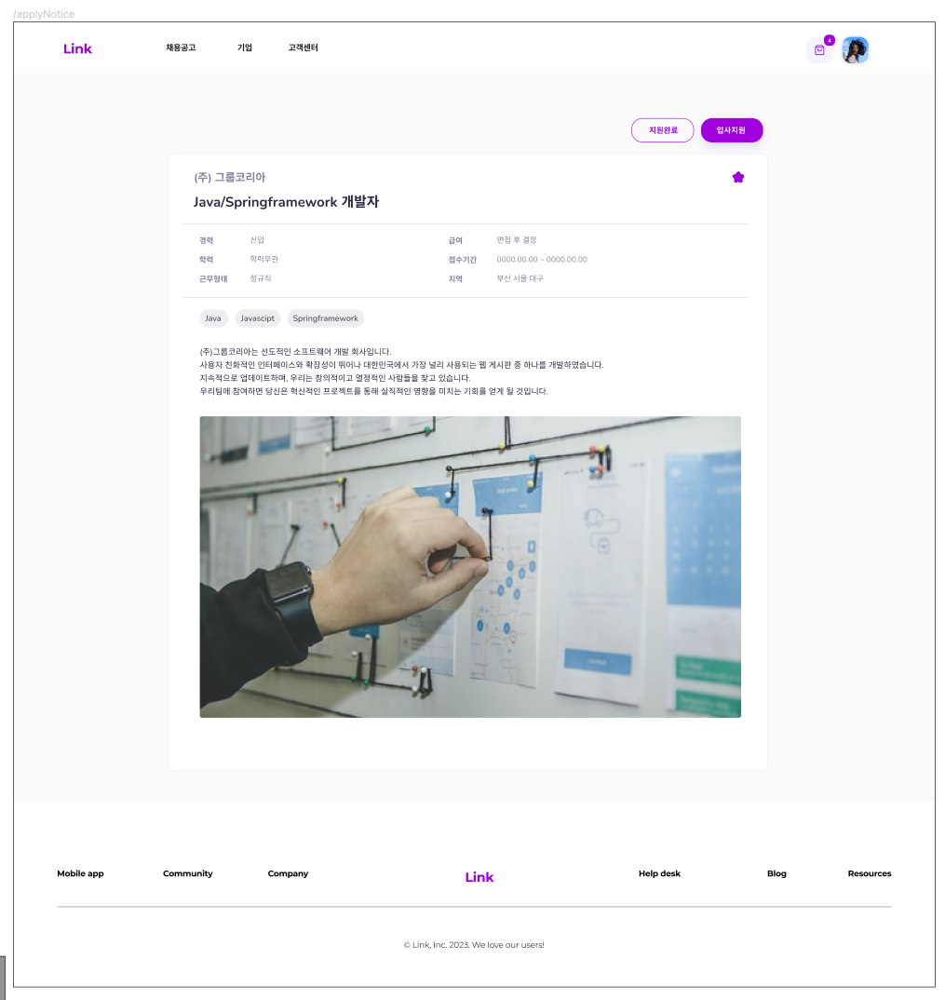 /applyNotice
Link 채용공고 기업 고객센터 4
지원완료 입사지원
(주) 그룹코리아
Java/Springframework 개발자
경력 신입 급여 면접 후 결정
학력 학력무관 접수기간 0000.00.00 ~ 0000.00.00
근무형태 정규직 지역 부산 서울 대구
Java Javascipt Springframework
(주)그룹코리아는 선도적인 소프트웨어 개발 회사입니다.
사용자 친화적인 인터페이스와 확장성이 뛰어나 대한민국에서 가장 널리 사용되는 웹 게시판 중 하나를 개발하였습니다.
지속적으로 업데이트하며, 우리는 창의적이고 열정적인 사람들을 찾고 있습니다.
우리팀에 참여하면 당신은 혁신적인 프로젝트를 통해 실직적인 영향을 미치는 기회를 얻게 될 것입니다.
Mobile app Community Company Link Help desk Blog Resources
© Link, Inc. 2023. We love our users!